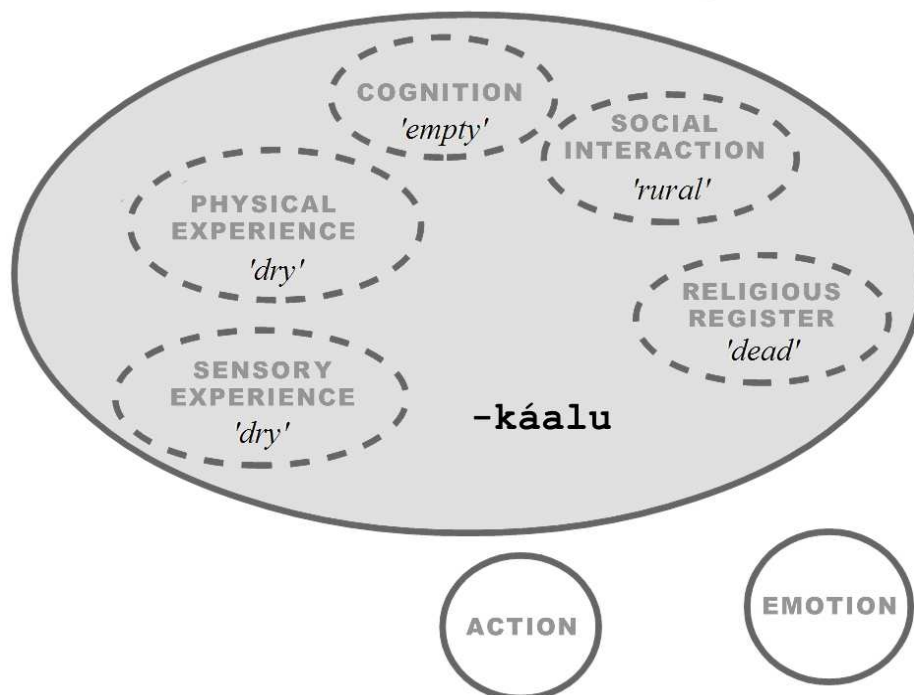 COGNITION
'empty'
SOCIAL
INTERACTION
'rural'
PHYSICAL
EXPERIENCE
'dry'
RELIGIOUS
REGISTER
'dead'
SENSORY
EXPERIENCE
'dry'
-káalu
ACTION
EMOTION